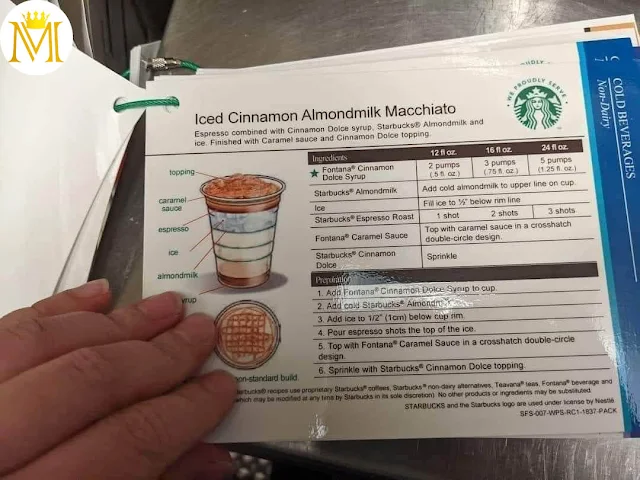 M
WE PROUDLY SERVE
COLD BEVERAGES
Non-Dairy
Iced Cinnamon Almondmilk Macchiato
Espresso combined with Cinnamon Dolce syrup, Starbucks® Almondmilk and
ice. Finished with Caramel sauce and Cinnamon Dolce topping.
topping
caramel
sauce
espresso
ice
almondmilk
yrup
non-standard build.
Ingredients 12 fl oz. 16 fl oz. 24 fl oz.
★ Fontana® Cinnamon Dolce Syrup 2 pumps (.5 fl oz.) 3 pumps (.75 fl. oz.) 5 pumps (1.25 fl. oz.)
Starbucks® Almondmilk Add cold almondmilk to upper line on cup.
Ice Fill ice to ½" below rim line
Starbucks® Espresso Roast 1 shot 2 shots 3 shots
Fontana® Caramel Sauce Top with caramel sauce in a crosshatch double-circle design.
Starbucks® Cinnamon Dolce Sprinkle
Preparation
1. Add Fontana® Cinnamon Dolce Syrup to cup.
2. Add cold Starbucks® Almondm
3. Add ice to 1/2" (1cm) below cup rim.
4. Pour espresso shots the top of ice.
5. Top with Fontana® Caramel Sauce in a crosshatch double-circle
design.
6. Sprinkle with Starbucks® Cinnamon Dolce topping.
arbucks® recipes use proprietary Starbucks® coffees, Starbucks® non-dairy alternatives, Teavana® teas, Fontana® beverage and
which may be modified at any time by Starbucks in its sole discretion). No other products or ingredients may be substituted.
STARBUCKS and the Starbucks logo are used under license by Nestlé
SFS-007-WPS-RC1-1837-PACK